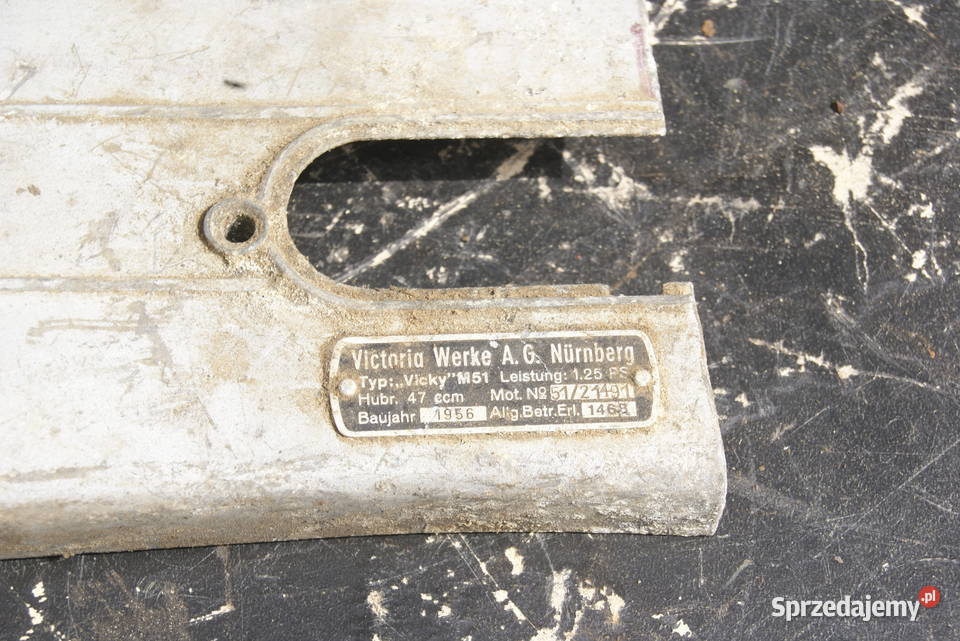 Victoria Werke A.G. Nürnberg
Typ: „Vicky" M51 Leistung: 1.25 PS
Hubr. 47 ccm Mot. № 51/21191
Baujahr 1956 Allg.Betr.Erl. 1468
Sprzedajemy.pl